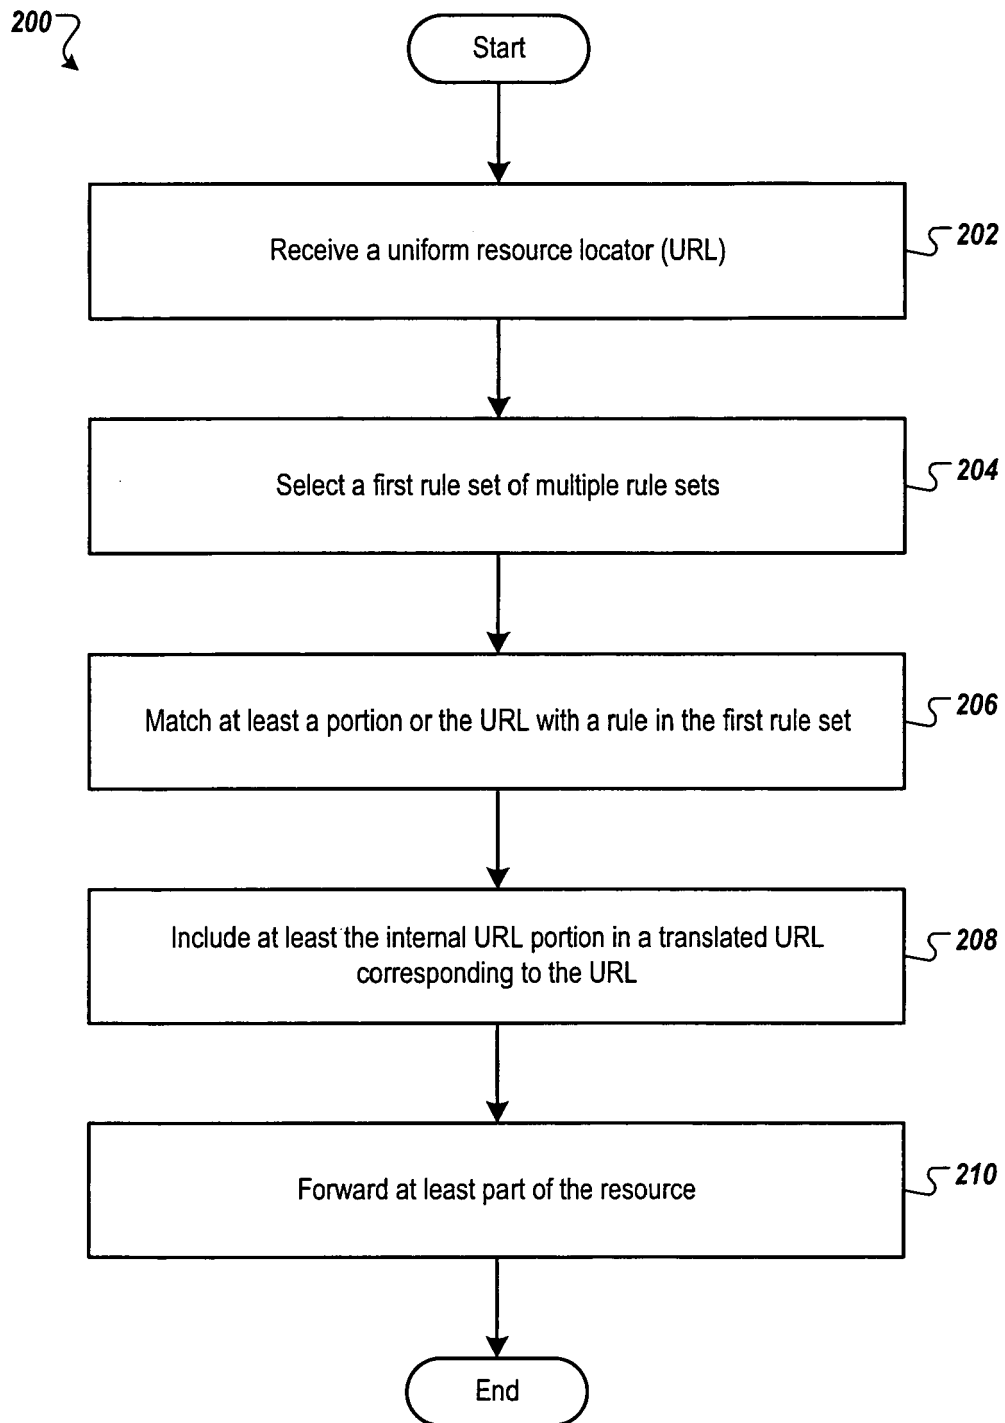 200
Start
Receive a uniform resource locator (URL)
202
Select a first rule set of multiple rule sets
204
Match at least a portion or the URL with a rule in the first rule set
206
Include at least the internal URL portion in a translated URL
corresponding to the URL
208
Forward at least part of the resource
210
End